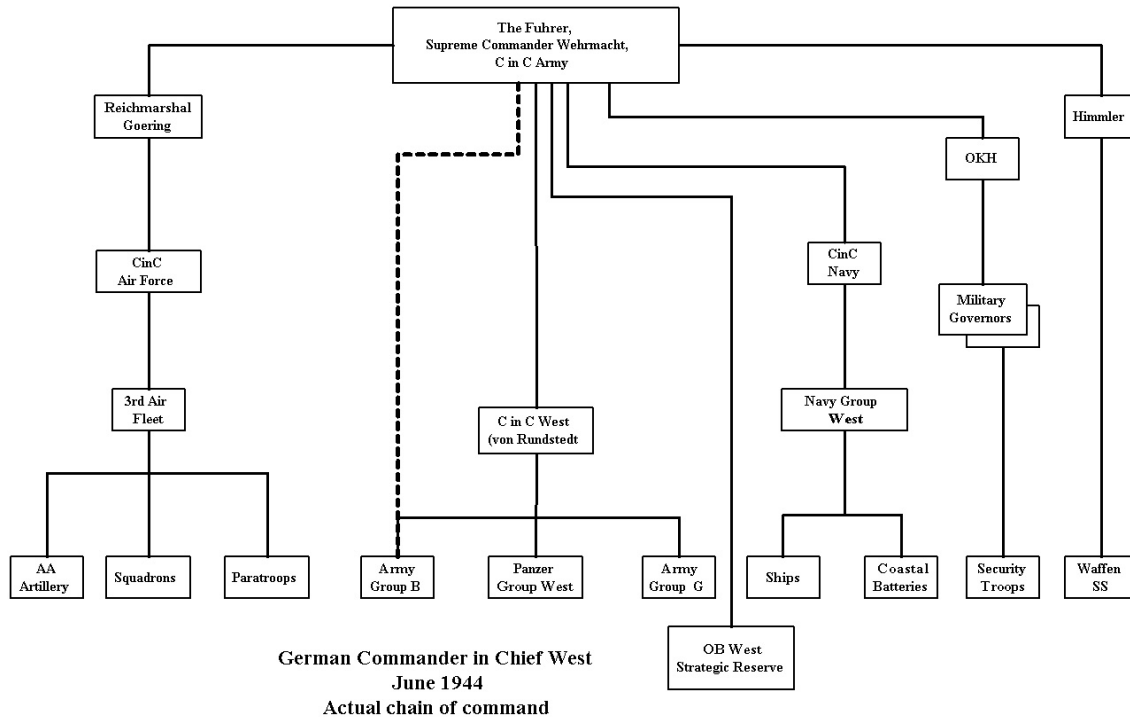 The Fuhrer,
Supreme Commander Wehrmacht,
C in C Army
Reichmarshal
Goering
Himmler
OKH
CinC
Air Force
CinC
Navy
Military
Governors
3rd Air
Fleet
C in C West
(von Rundstedt
Navy Group
West
AA
Artillery
Squadrons
Paratroops
Army
Group B
Panzer
Group West
Army
Group G
Ships
Coastal
Batteries
Security
Troops
Waffen
SS
OB West
Strategic Reserve
German Commander in Chief West
June 1944
Actual chain of command